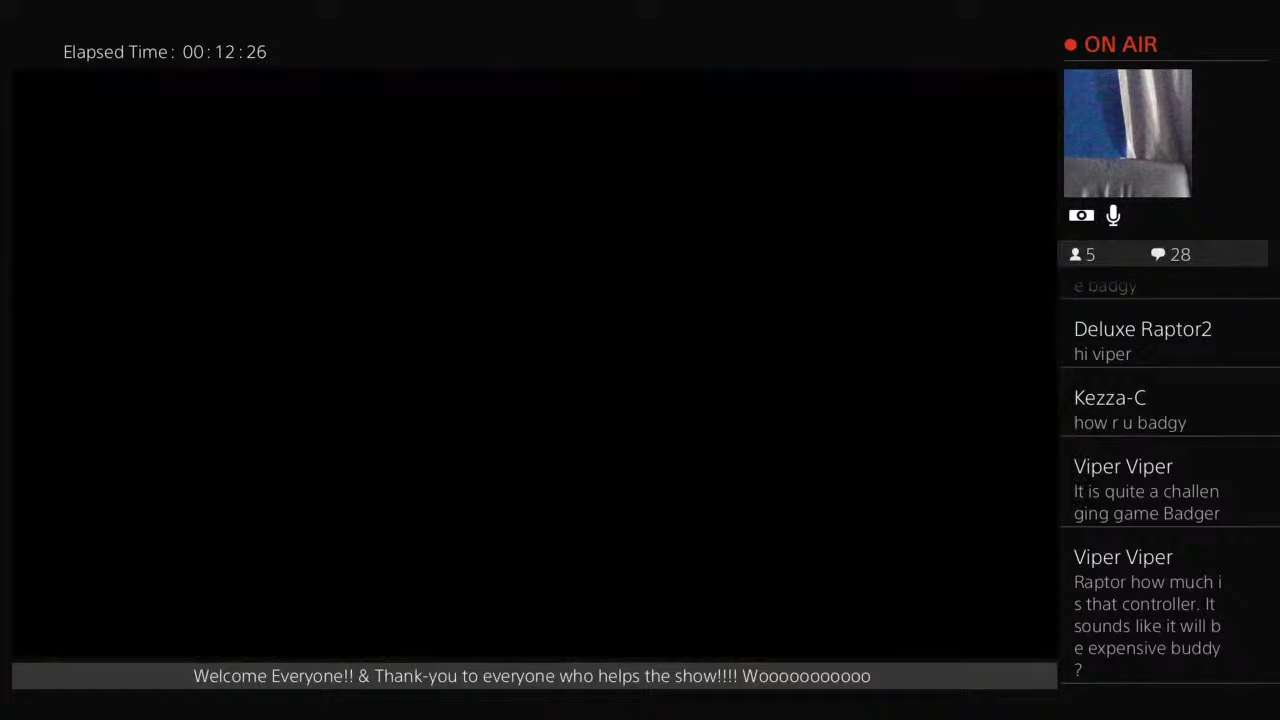 Elapsed Time: 00:12:26
ON AIR
5 28
e badgy
Deluxe Raptor2
hi viper
Kezza-C
how r u badgy
Viper Viper
It is quite a challen
ging game Badger
Viper Viper
Raptor how much i
s that controller. It
sounds like it will b
e expensive buddy
?
Welcome Everyone!! & Thank-you to everyone who helps the show!!!! Wooooooooooo